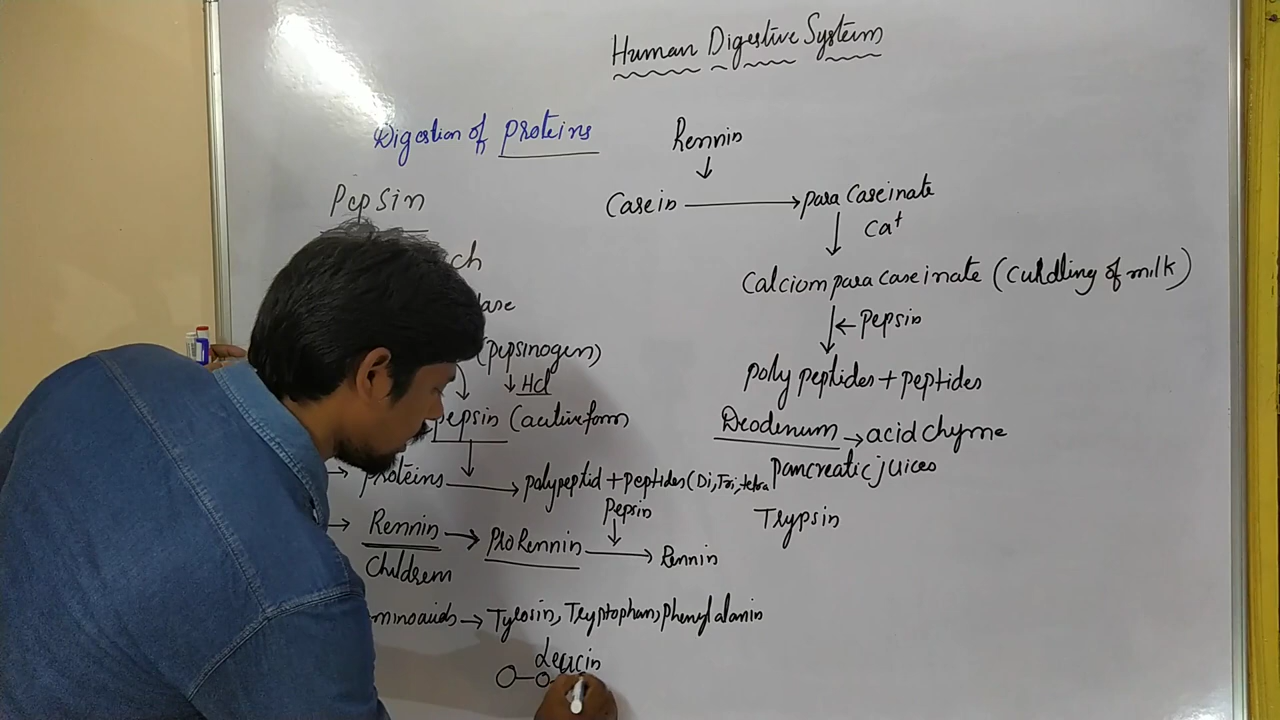 Human Digestive System
Digestion of proteins
Pepsin
ch
ase
(pepsinogen)
HCl
pepsin (active form)
proteins → polypeptid + peptides (Di, Tri, tetra
Pepsin
→ Rennin → ProRennin → Rennin
Children
minoacids → Tyrosin, Tryptophan, phenylalanin
Leucin
Rennin
Casein → para Caseinate
Ca+
Calciom para caseinate (Curdling of milk)
← Pepsin
poly peptides + peptides
Deodenum → acid chyme
pancreatic juices
Trypsin